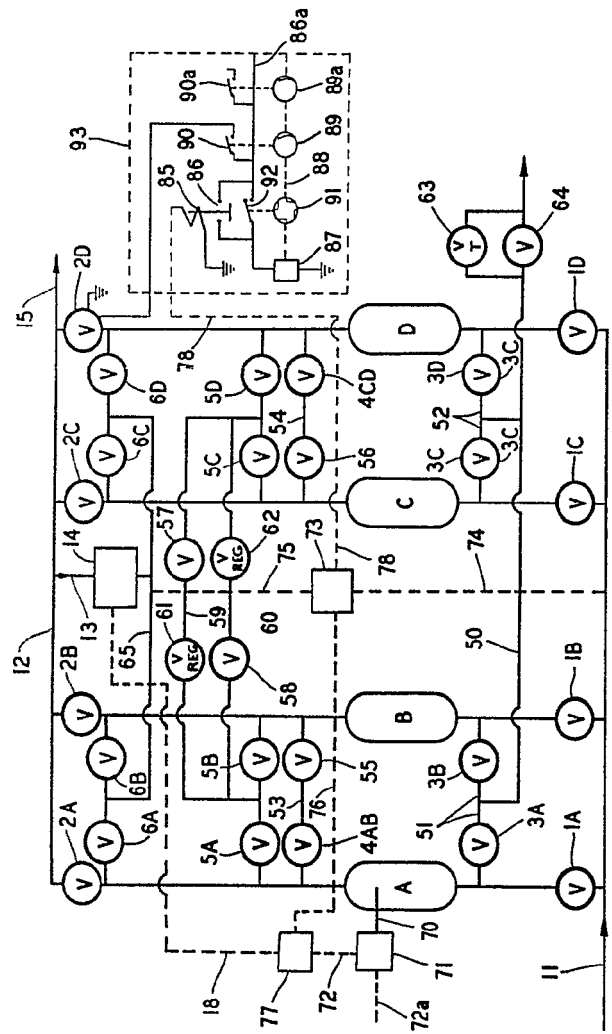 93
15
2D
V
90a
90
85
86
86a
12
13
14
2A
V
2B
V
2C
V
6A
V
6B
V
65
6C
V
6D
V
78
92
87
91
88
89
89a
18
61
V
REG
57
V
59
60
5A
V
5B
V
58
V
62
V
REG
5C
V
5D
V
75
4AB
V
53
55
V
56
V
54
4CD
V
77
76
73
78
72
71
70
72a
A
B
C
D
63
V
T
64
V
74
50
3A
V
51
3B
V
3C
V
3C
52
3D
V
3C
11
1A
V
1B
V
1C
V
1D
V